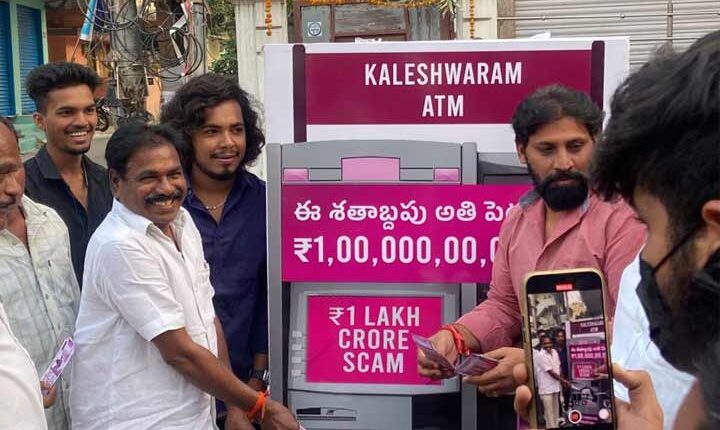 KALESHWARAM
ATM
ఈ శతాబ్దపు అతి
₹1,00,000,00,0
₹1 LAKH
CRORE
SCAM